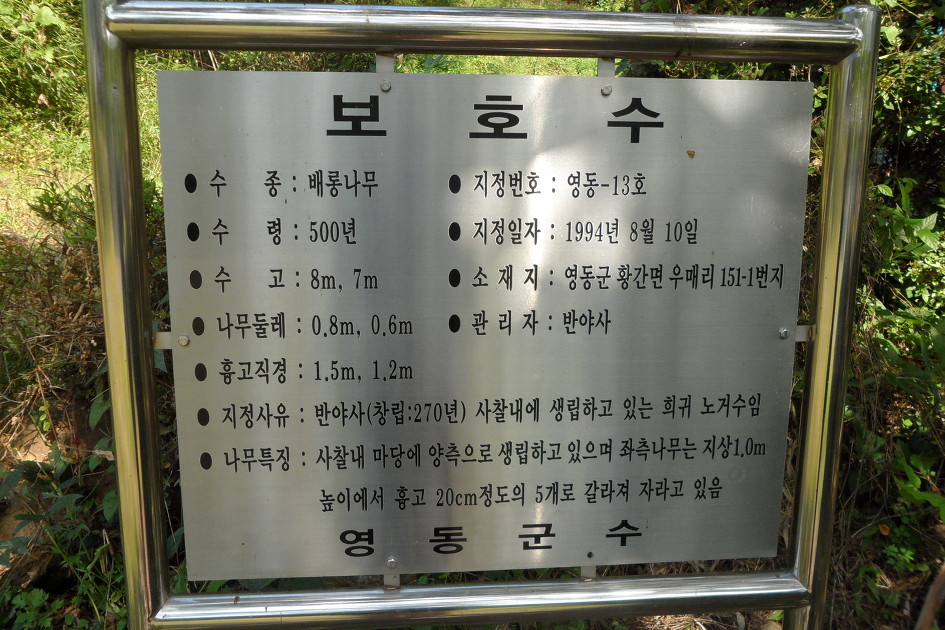 보 호 수
● 수 종 : 배롱나무 ● 지정번호 : 영동-13호
● 수 령 : 500년 ● 지정일자 : 1994년 8월 10일
● 수 고 : 8m, 7m ● 소 재 지 : 영동군 황간면 우매리 151-1번지
● 나무둘레 : 0.8m, 0.6m ● 관 리 자 : 반야사
● 흉고직경 : 1.5m, 1.2m
● 지정사유 : 반야사(창립:270년) 사찰내에 생립하고 있는 희귀 노거수임
● 나무특징 : 사찰내 마당에 양측으로 생립하고 있으며 좌측나무는 지상1.0m
높이에서 흉고 20cm정도의 5개로 갈라져 자라고 있음
영 동 군 수